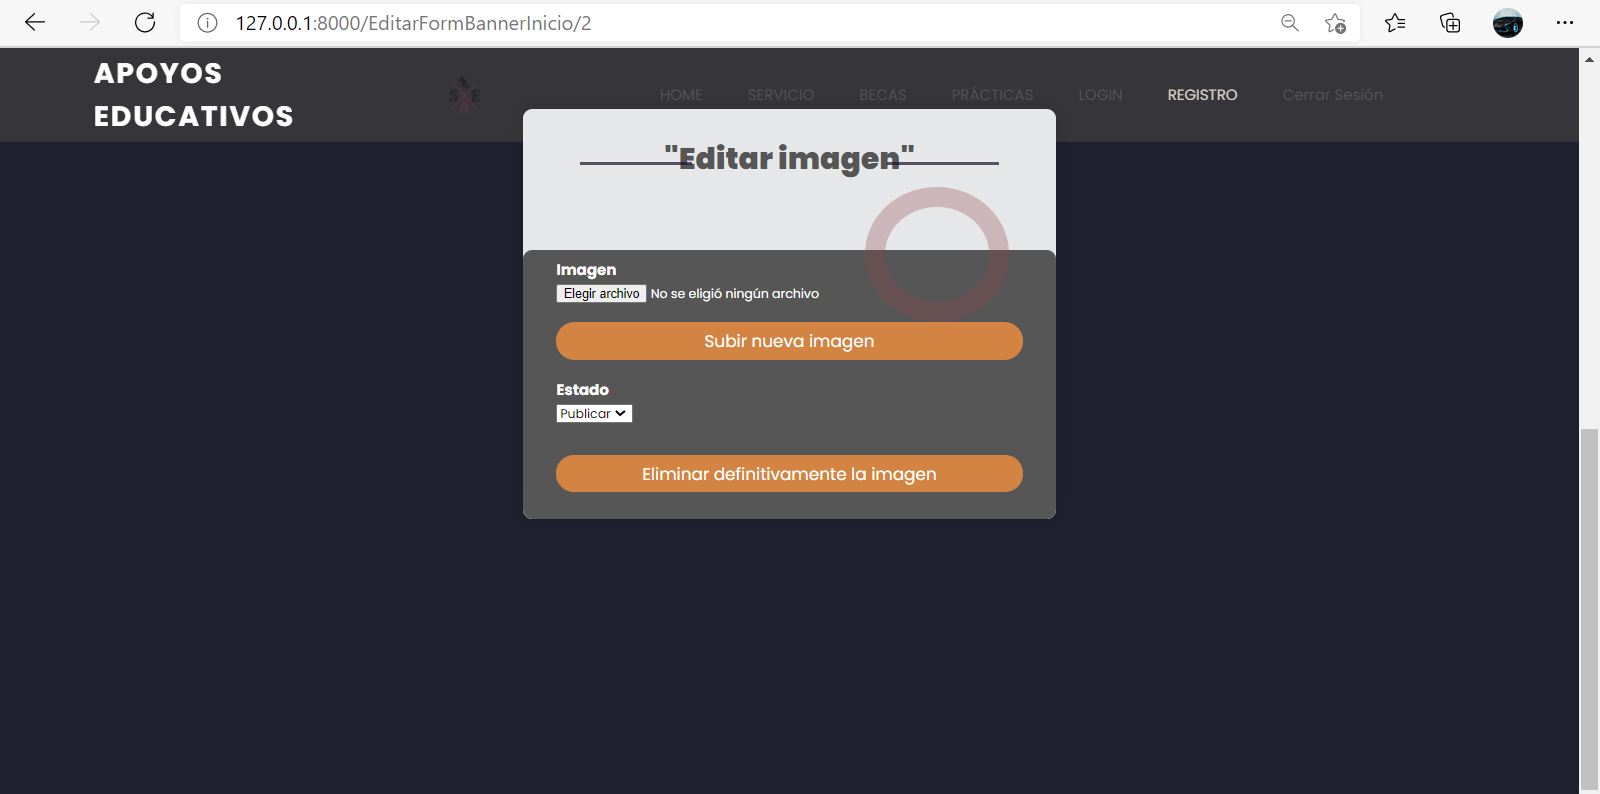 127.0.0.1:8000/EditarFormBannerInicio/2
APOYOS
EDUCATIVOS
S E
HOME SERVICIO BECAS PRÁCTICAS LOGIN REGISTRO Cerrar Sesión
"Editar imagen"
Imagen
Elegir archivo No se eligió ningún archivo
Subir nueva imagen
Estado
Publicar
Eliminar definitivamente la imagen